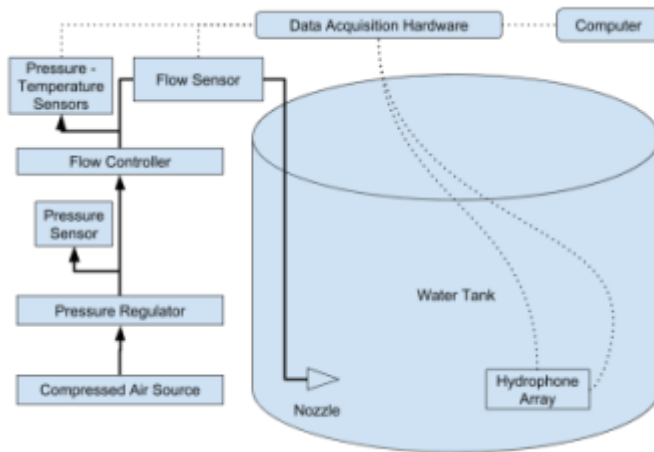 Data Acquisition Hardware
Computer
Pressure -
Temperature
Sensors
Flow Sensor
Flow Controller
Pressure
Sensor
Pressure Regulator
Water Tank
Compressed Air Source
Nozzle
Hydrophone
Array